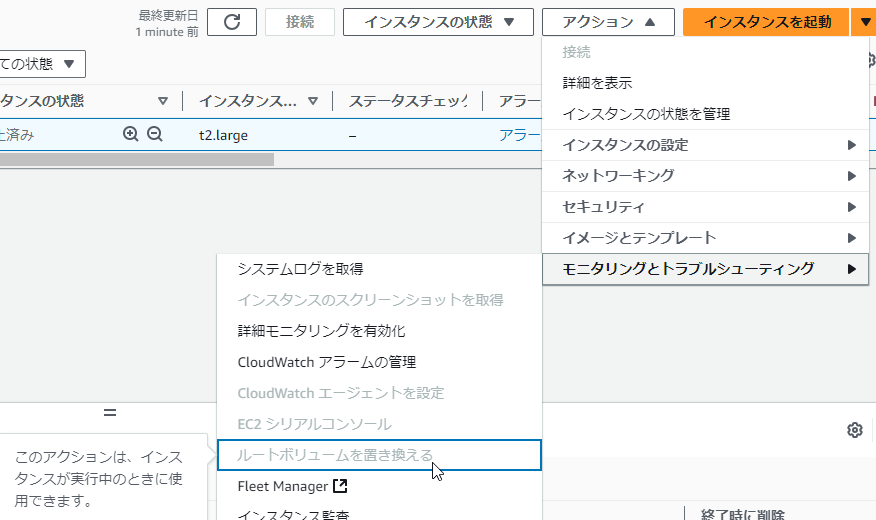 最終更新日
1 minute 前
接続
インスタンスの状態
アクション
インスタンスを起動
ての状態
接続
詳細を表示
インスタンスの状態を管理
インスタンスの設定
ネットワーキング
セキュリティ
イメージとテンプレート
モニタリングとトラブルシューティング
タンスの状態
インスタンス...
ステータスチェック
アラー
止済み
t2.large
–
アラー
システムログを取得
インスタンスのスクリーンショットを取得
詳細モニタリングを有効化
CloudWatch アラームの管理
CloudWatch エージェントを設定
EC2 シリアルコンソール
ルートボリュームを置き換える
Fleet Manager
インスタンス監査
このアクションは、インス
タンスが実行中のときに使
用できます。
終了時に削除